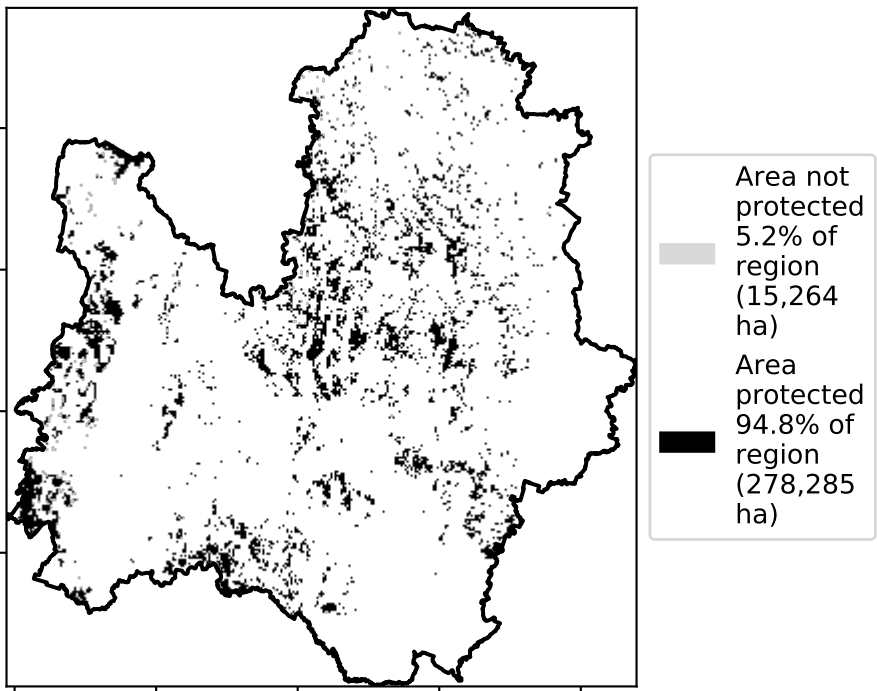 Area not
protected
5.2% of
region
(15,264
ha)
Area
protected
94.8% of
region
(278,285
ha)